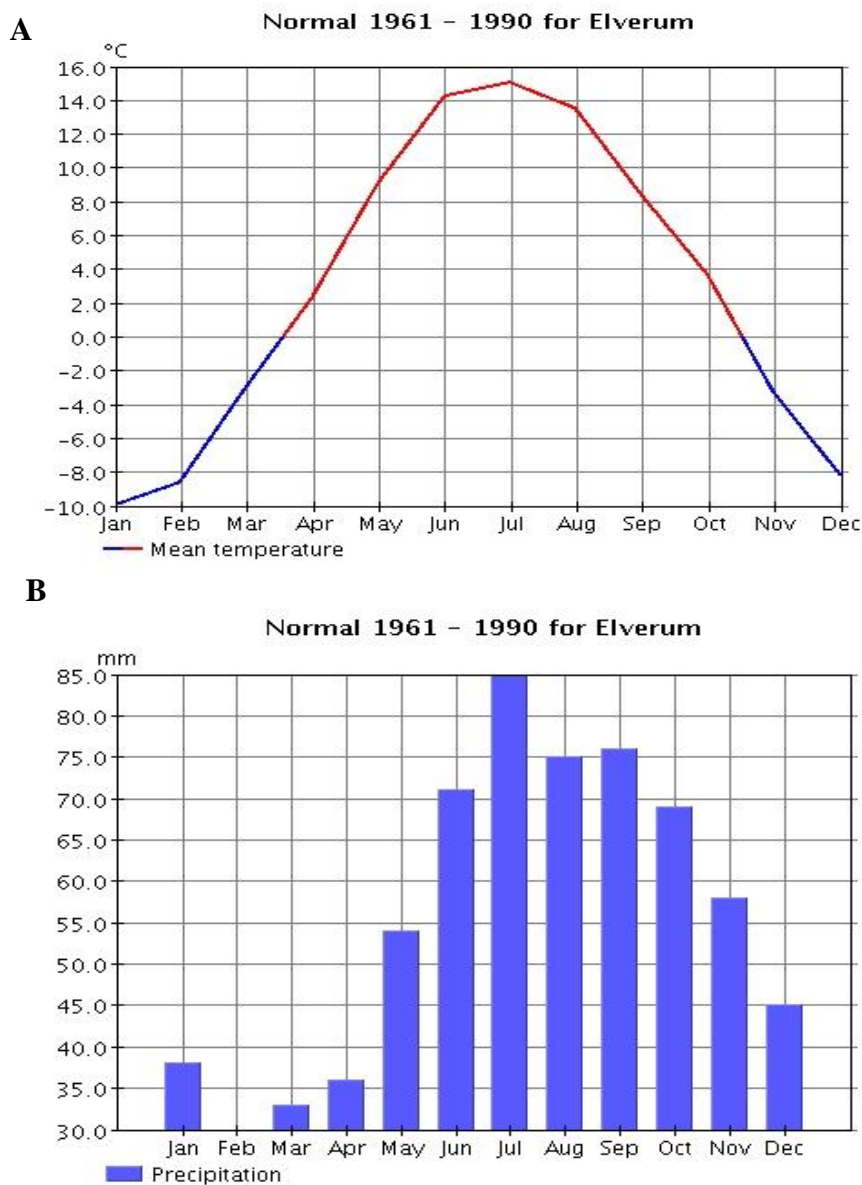 A
Normal 1961 - 1990 for Elverum
°C
16.0
14.0
12.0
10.0
8.0
6.0
4.0
2.0
0.0
-2.0
-4.0
-6.0
-8.0
-10.0
Jan Feb Mar Apr May Jun Jul Aug Sep Oct Nov Dec
Mean temperature
B
Normal 1961 - 1990 for Elverum
mm
85.0
80.0
75.0
70.0
65.0
60.0
55.0
50.0
45.0
40.0
35.0
30.0
Jan Feb Mar Apr May Jun Jul Aug Sep Oct Nov Dec
Precipitation